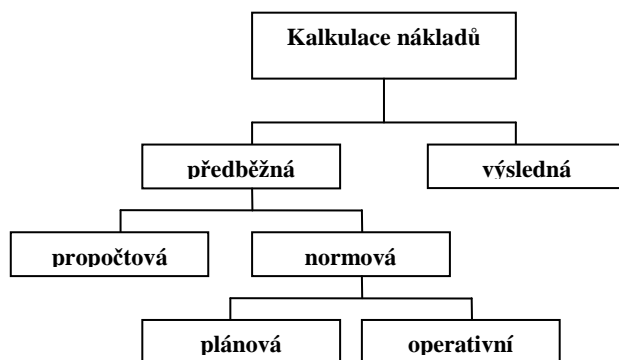 Kalkulace nákladů
předběžná
výsledná
propočtová
normová
plánová
operativní